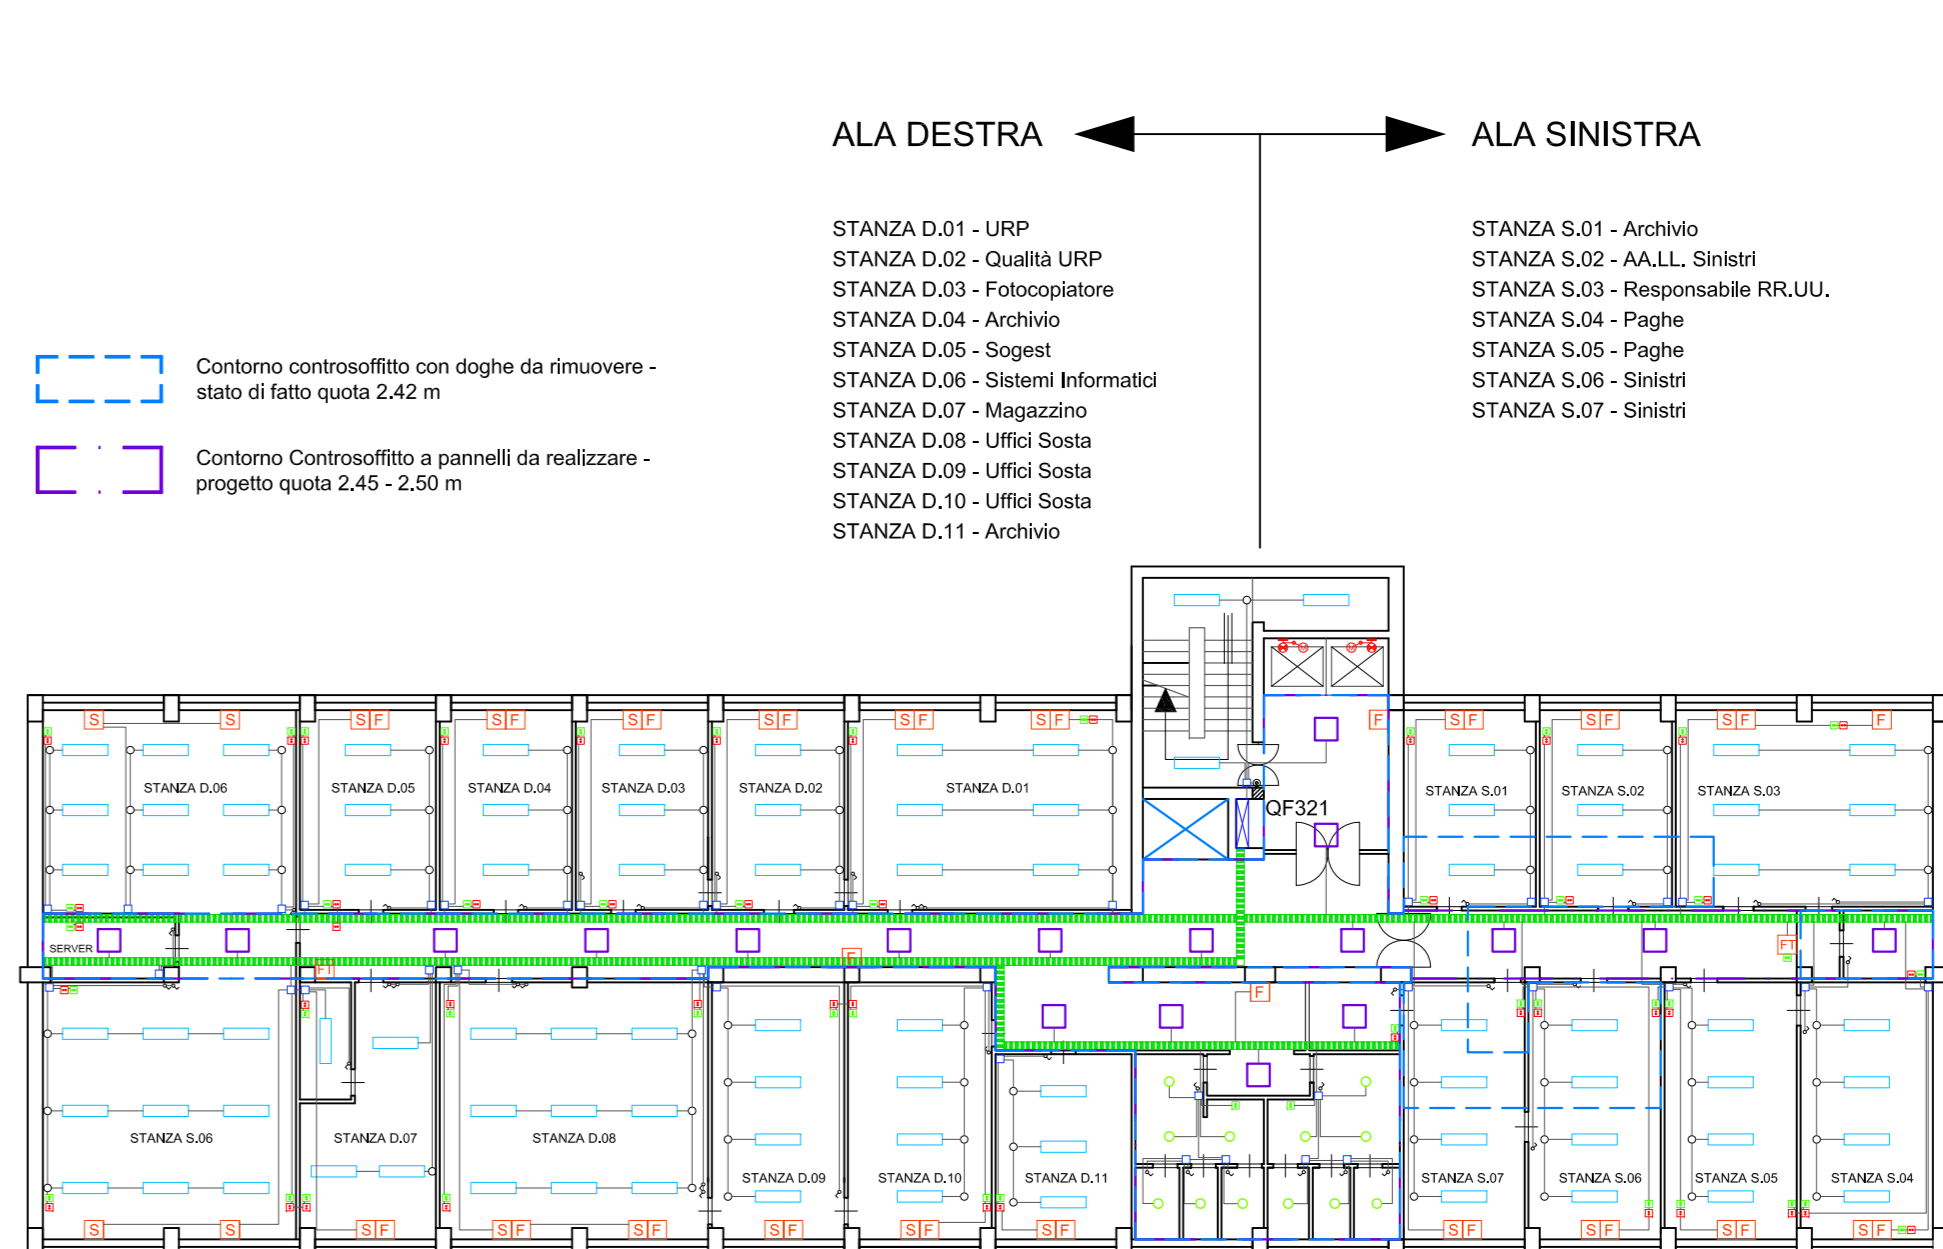 ALA DESTRA
ALA SINISTRA
STANZA D.01 - URP
STANZA D.02 - Qualità URP
STANZA D.03 - Fotocopiatore
STANZA D.04 - Archivio
STANZA D.05 - Sogest
STANZA D.06 - Sistemi Informatici
STANZA D.07 - Magazzino
STANZA D.08 - Uffici Sosta
STANZA D.09 - Uffici Sosta
STANZA D.10 - Uffici Sosta
STANZA D.11 - Archivio
STANZA S.01 - Archivio
STANZA S.02 - AA.LL. Sinistri
STANZA S.03 - Responsabile RR.UU.
STANZA S.04 - Paghe
STANZA S.05 - Paghe
STANZA S.06 - Sinistri
STANZA S.07 - Sinistri
Contorno controsoffitto con doghe da rimuovere -
stato di fatto quota 2.42 m
Contorno Controsoffitto a pannelli da realizzare -
progetto quota 2.45 - 2.50 m
M M
S S S F S F S F S F S F S F F S F S F S F F
STANZA D.06 STANZA D.05 STANZA D.04 STANZA D.03 STANZA D.02 STANZA D.01 STANZA S.01 STANZA S.02 STANZA S.03
QF321
SERVER
FT F FT
F
STANZA S.06 STANZA D.07 STANZA D.08 STANZA D.09 STANZA D.10 STANZA D.11 STANZA S.07 STANZA S.06 STANZA S.05 STANZA S.04
S S S F S F S F S F S F S F S F S F S F S F